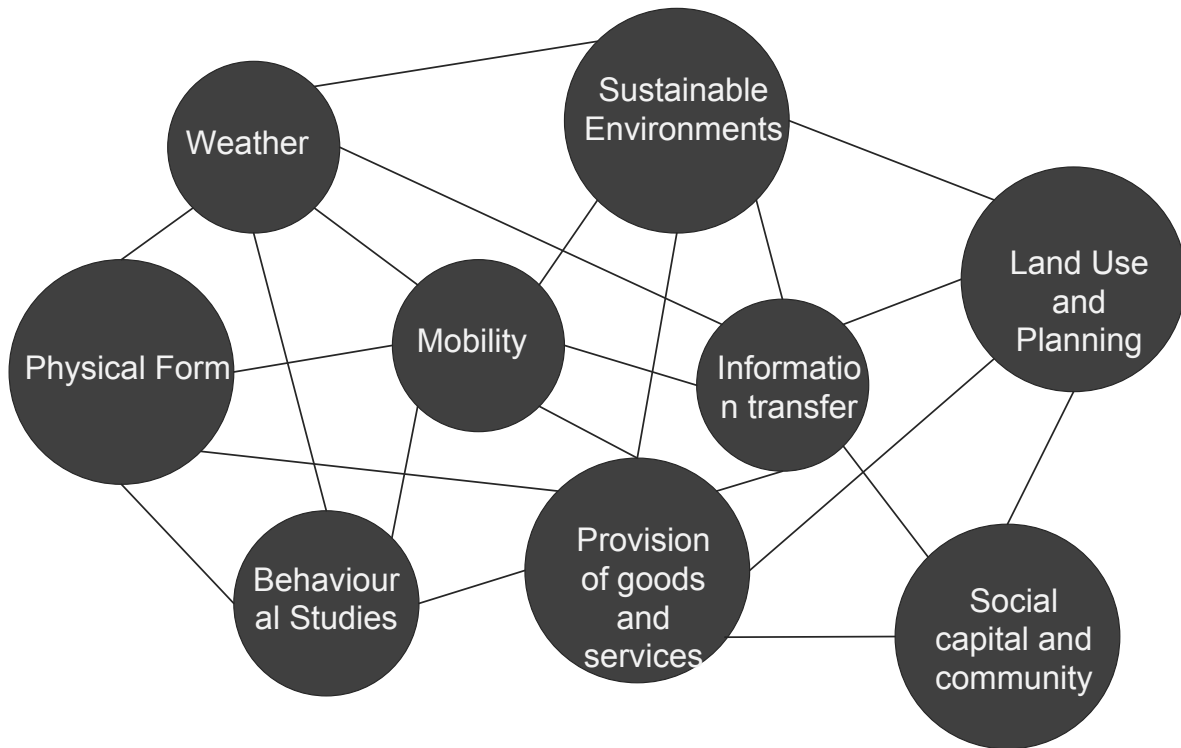 Sustainable
Environments
Weather
Land Use
and
Planning
Mobility
Physical Form
Informatio
n transfer
Provision
of goods
and
services
Behaviour
al Studies
Social
capital and
community